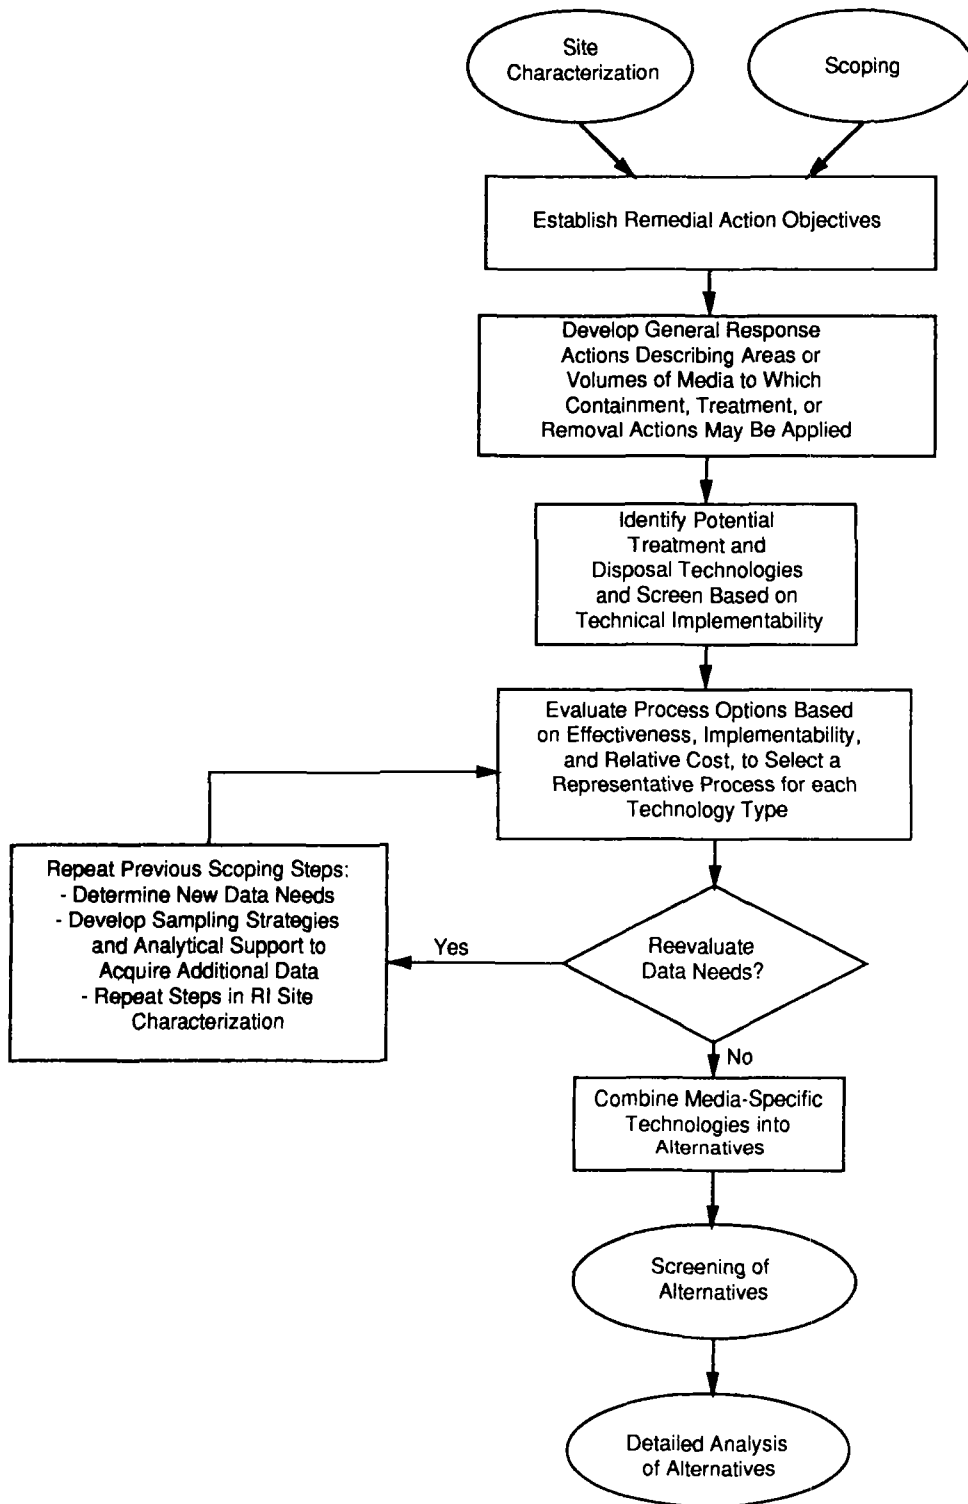 Site
Characterization
Scoping
Establish Remedial Action Objectives
Develop General Response
Actions Describing Areas or
Volumes of Media to Which
Containment, Treatment, or
Removal Actions May Be Applied
Identify Potential
Treatment and
Disposal Technologies
and Screen Based on
Technical Implementability
Evaluate Process Options Based
on Effectiveness, Implementability,
and Relative Cost, to Select a
Representative Process for each
Technology Type
Repeat Previous Scoping Steps:
- Determine New Data Needs
- Develop Sampling Strategies
and Analytical Support to
Acquire Additional Data
- Repeat Steps in RI Site
Characterization
Yes
Reevaluate
Data Needs?
No
Combine Media-Specific
Technologies into
Alternatives
Screening of
Alternatives
Detailed Analysis
of Alternatives